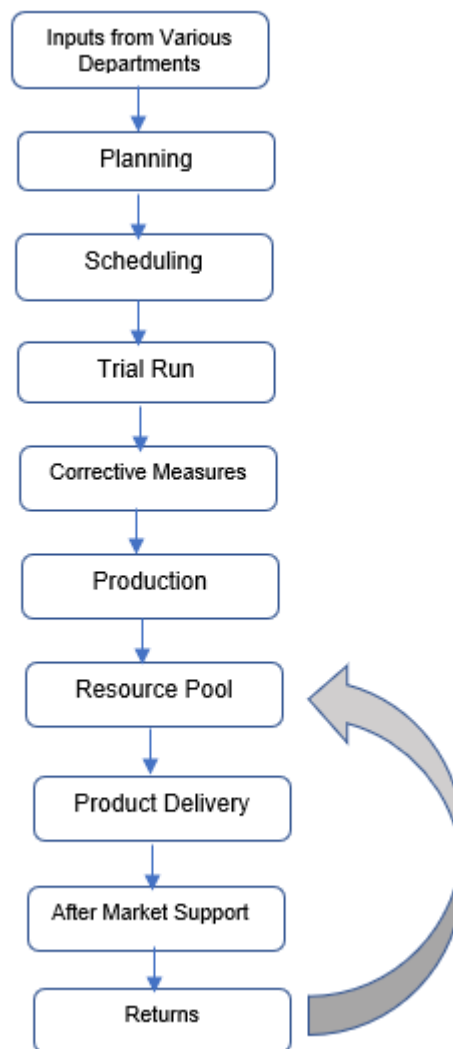 Inputs from Various
Departments
Planning
Scheduling
Trial Run
Corrective Measures
Production
Resource Pool
Product Delivery
After Market Support
Returns